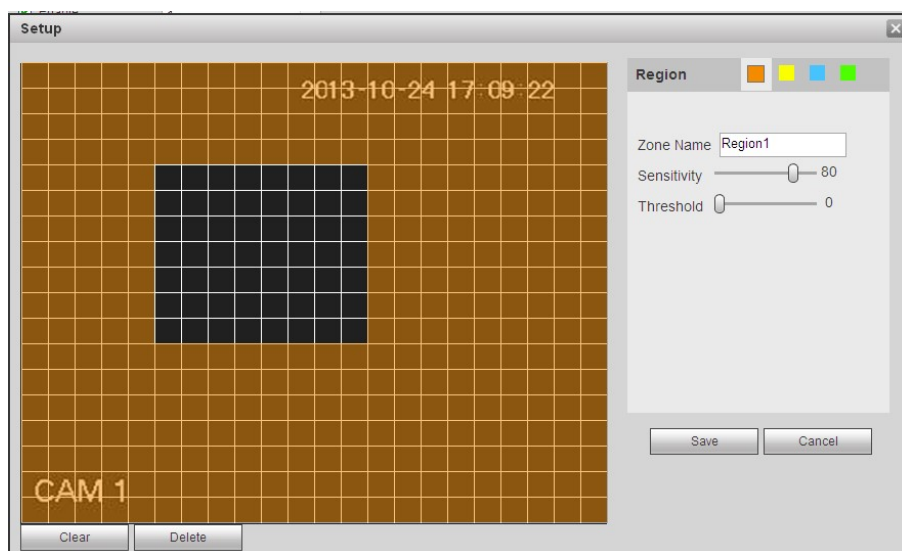 Setup
2013-10-24 17:09:22
Region
Zone Name Region1
Sensitivity 80
Threshold 0
Save Cancel
CAM 1
Clear Delete